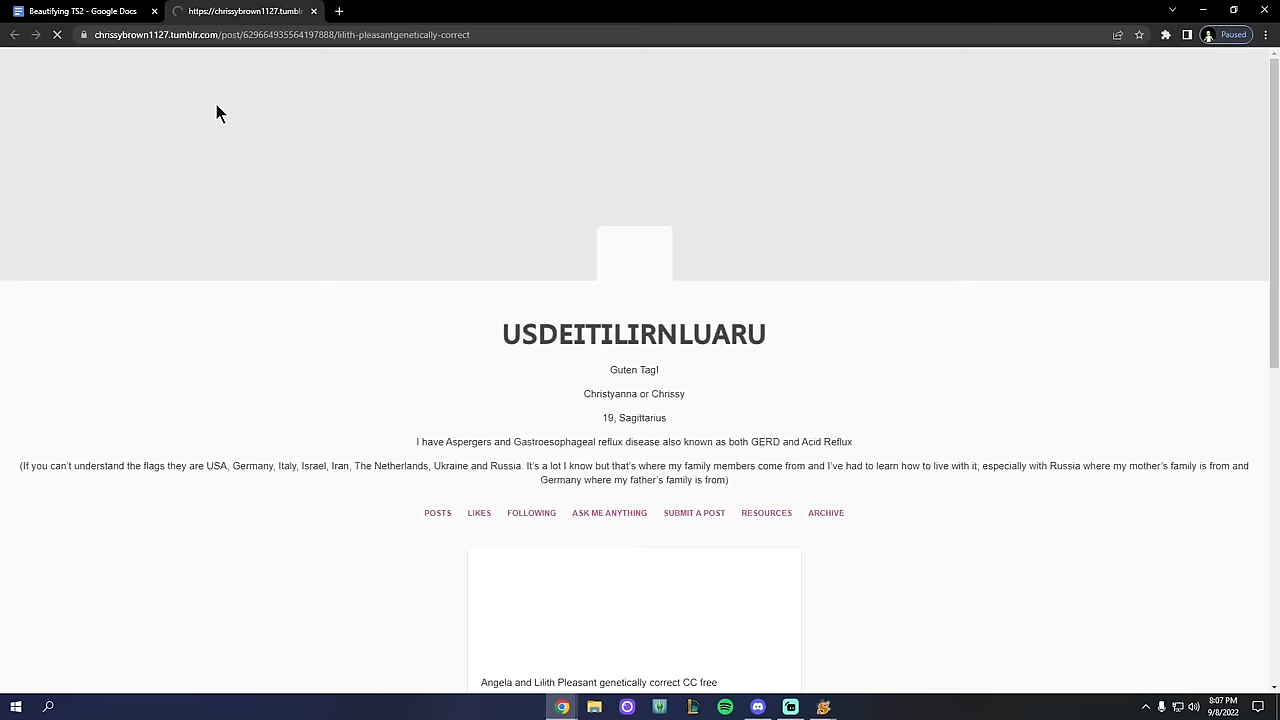 Beautifying TS2 - Google Docs
https://chrissybrown1127.tumblr
chrissybrown1127.tumblr.com/post/629664935564197888/lilith-pleasantgenetically-correct
Paused
USDEITILIRNLUARU
Guten Tag!
Christyanna or Chrissy
19, Sagittarius
I have Aspergers and Gastroesophageal reflux disease also known as both GERD and Acid Reflux
(If you can't understand the flags they are USA, Germany, Italy, Israel, Iran, The Netherlands, Ukraine and Russia. It's a lot I know but that's where my family members come from and I've had to learn how to live with it; especially with Russia where my mother's family is from and
Germany where my father's family is from)
POSTS LIKES FOLLOWING ASK ME ANYTHING SUBMIT A POST RESOURCES ARCHIVE
Angela and Lilith Pleasant genetically correct CC free
8:07 PM
9/8/2022